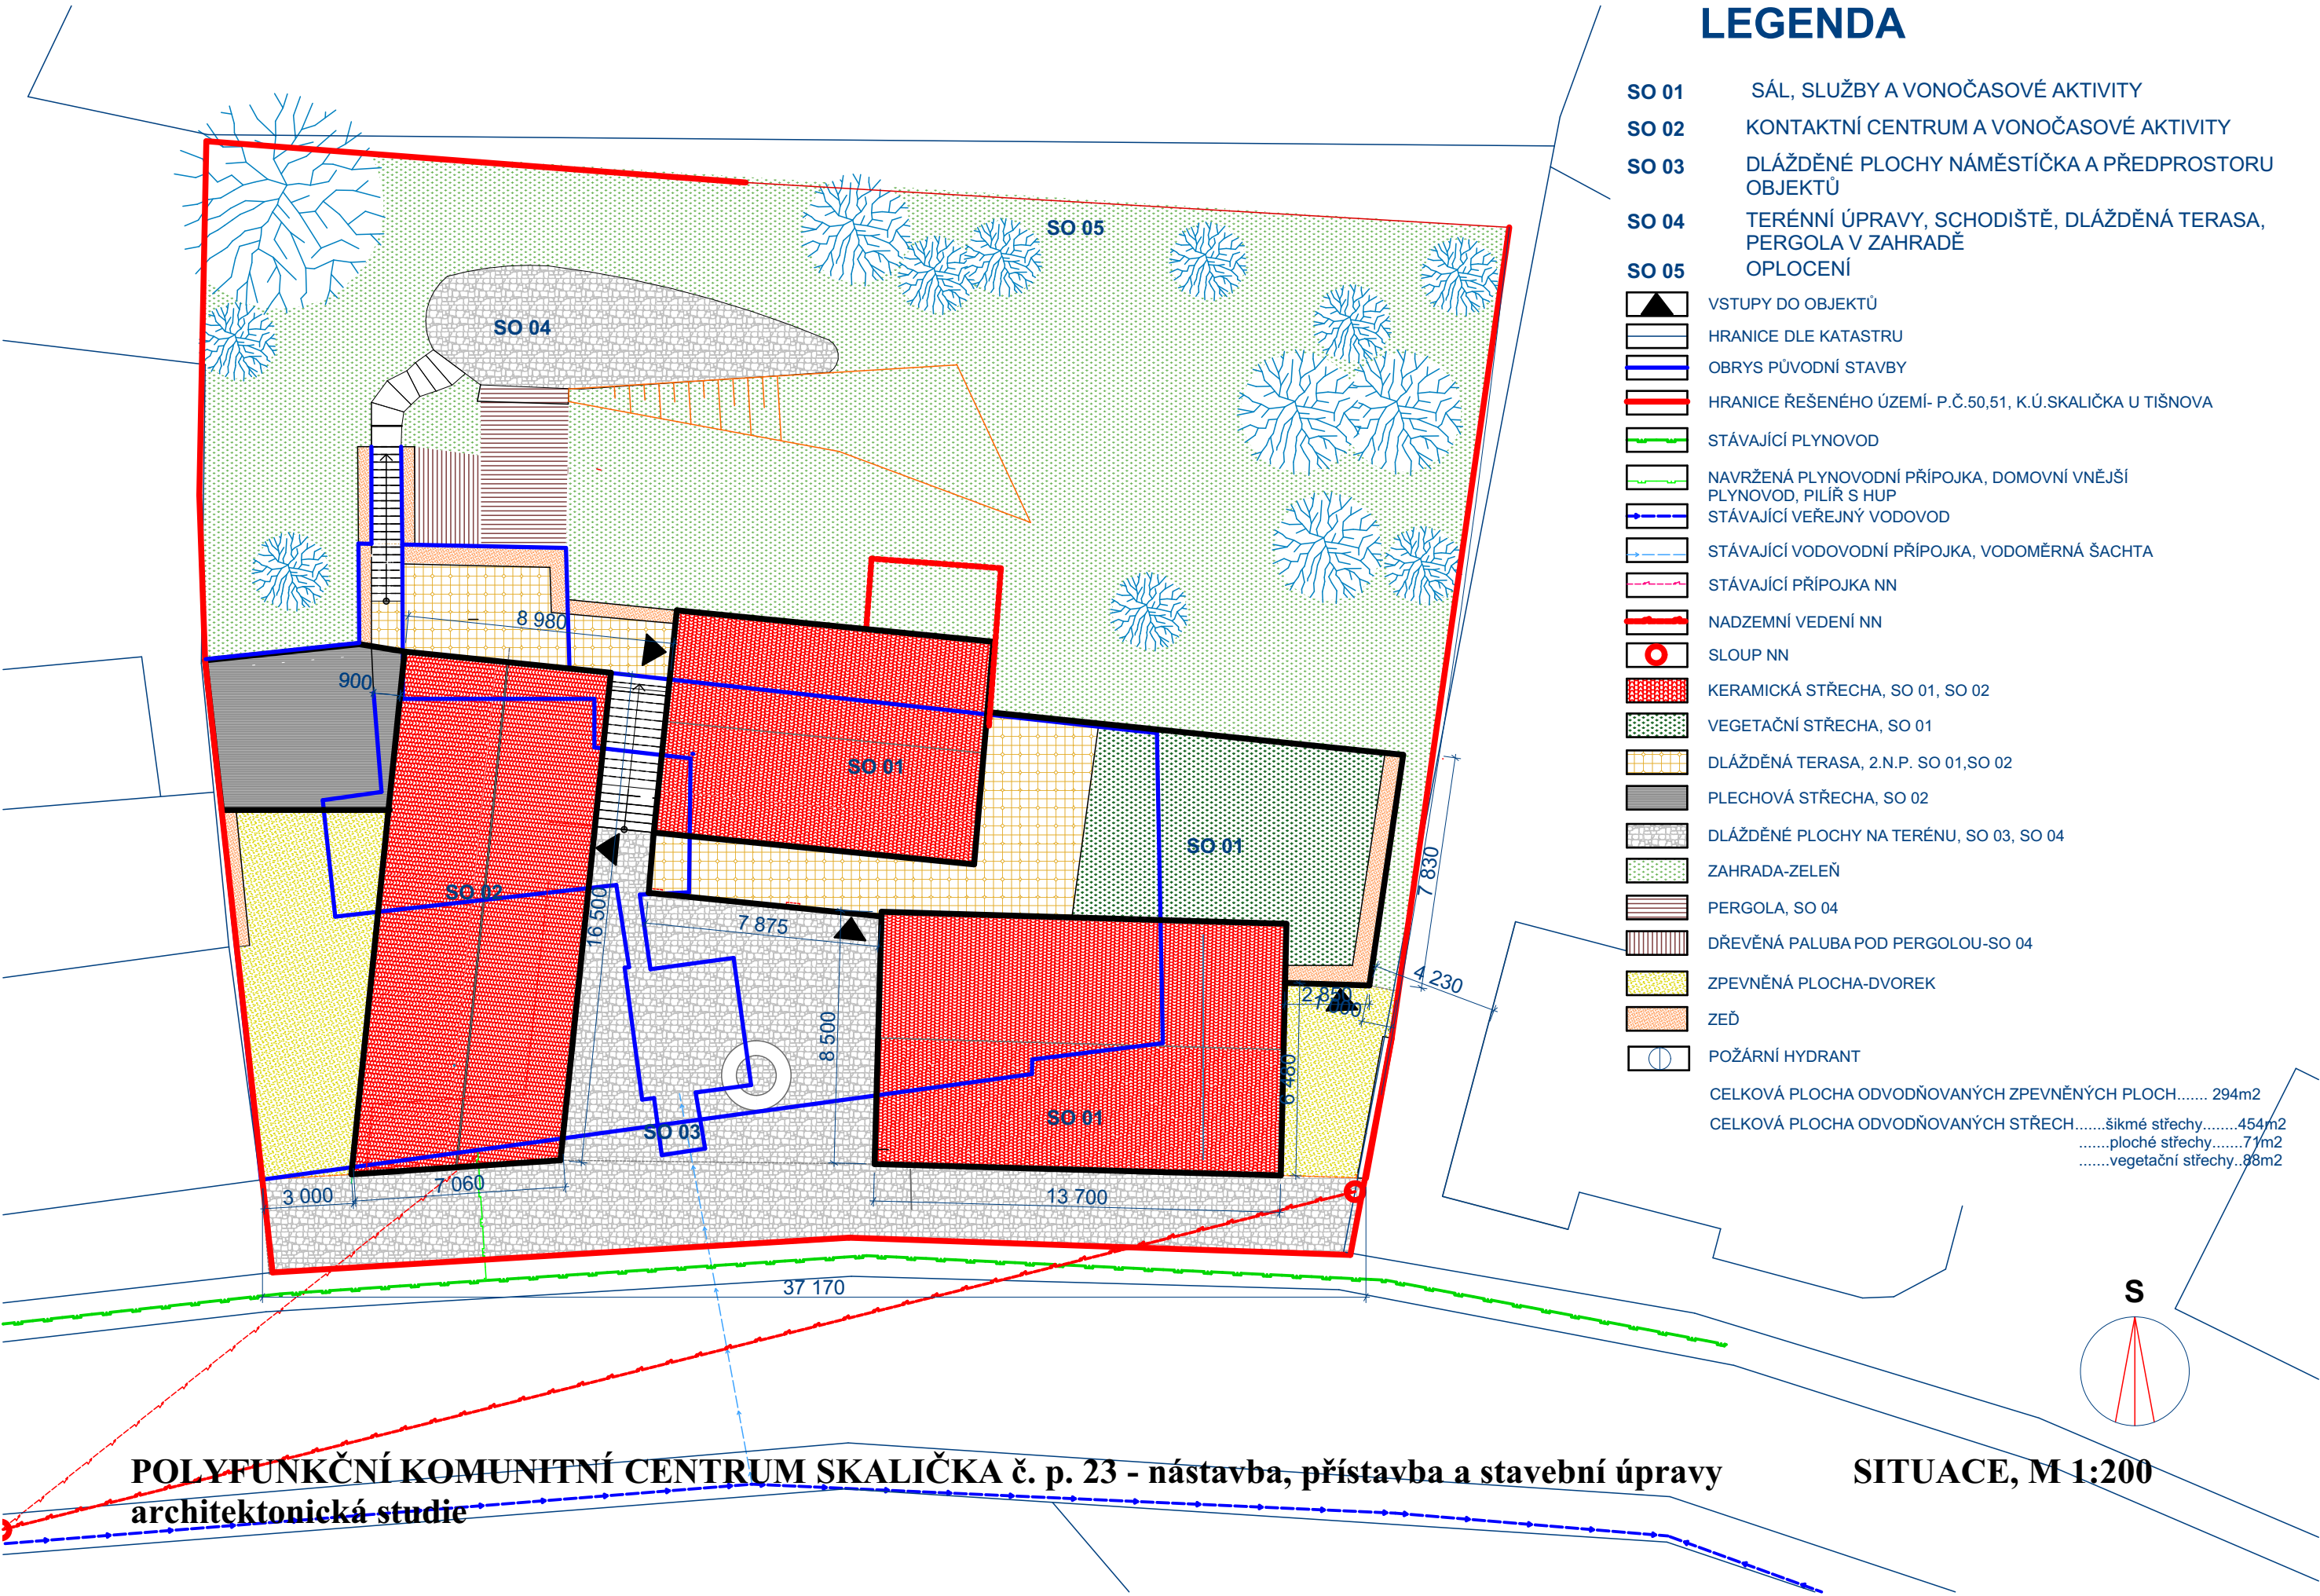 LEGENDA
SO 01 SÁL, SLUŽBY A VONOČASOVÉ AKTIVITY
SO 02 KONTAKTNÍ CENTRUM A VONOČASOVÉ AKTIVITY
SO 03 DLÁŽDĚNÉ PLOCHY NÁMĚSTÍČKA A PŘEDPROSTORU
OBJEKTŮ
SO 04 TERÉNNÍ ÚPRAVY, SCHODIŠTĚ, DLÁŽDĚNÁ TERASA,
PERGOLA V ZAHRADĚ
SO 05 OPLOCENÍ
VSTUPY DO OBJEKTŮ
HRANICE DLE KATASTRU
OBRYS PŮVODNÍ STAVBY
HRANICE ŘEŠENÉHO ÚZEMÍ- P.Č.50,51, K.Ú.SKALIČKA U TIŠNOVA
STÁVAJÍCÍ PLYNOVOD
NAVRŽENÁ PLYNOVODNÍ PŘÍPOJKA, DOMOVNÍ VNĚJŠÍ
PLYNOVOD, PILÍŘ S HUP
STÁVAJÍCÍ VEŘEJNÝ VODOVOD
STÁVAJÍCÍ VODOVODNÍ PŘÍPOJKA, VODOMĚRNÁ ŠACHTA
STÁVAJÍCÍ PŘÍPOJKA NN
NADZEMNÍ VEDENÍ NN
SLOUP NN
KERAMICKÁ STŘECHA, SO 01, SO 02
VEGETAČNÍ STŘECHA, SO 01
DLÁŽDĚNÁ TERASA, 2.N.P. SO 01,SO 02
PLECHOVÁ STŘECHA, SO 02
DLÁŽDĚNÉ PLOCHY NA TERÉNU, SO 03, SO 04
ZAHRADA-ZELEŇ
PERGOLA, SO 04
DŘEVĚNÁ PALUBA POD PERGOLOU-SO 04
ZPEVNĚNÁ PLOCHA-DVOREK
ZEĎ
POŽÁRNÍ HYDRANT
CELKOVÁ PLOCHA ODVODŇOVANÝCH ZPEVNĚNÝCH PLOCH....... 294m2
CELKOVÁ PLOCHA ODVODŇOVANÝCH STŘECH.......šikmé střechy........454m2
.......ploché střechy.......71m2
.......vegetační střechy..88m2
SO 05
SO 04
8 980
900
SO 01
SO 01
SO 02
7 830
16 500
7 875
4 230
2 850
8 500
6 480
SO 01
SO 03
3 000
7 060
13 700
37 170
S
POLYFUNKČNÍ KOMUNITNÍ CENTRUM SKALIČKA č. p. 23 - nástavba, přístavba a stavební úpravy
SITUACE, M 1:200
architektonická studie